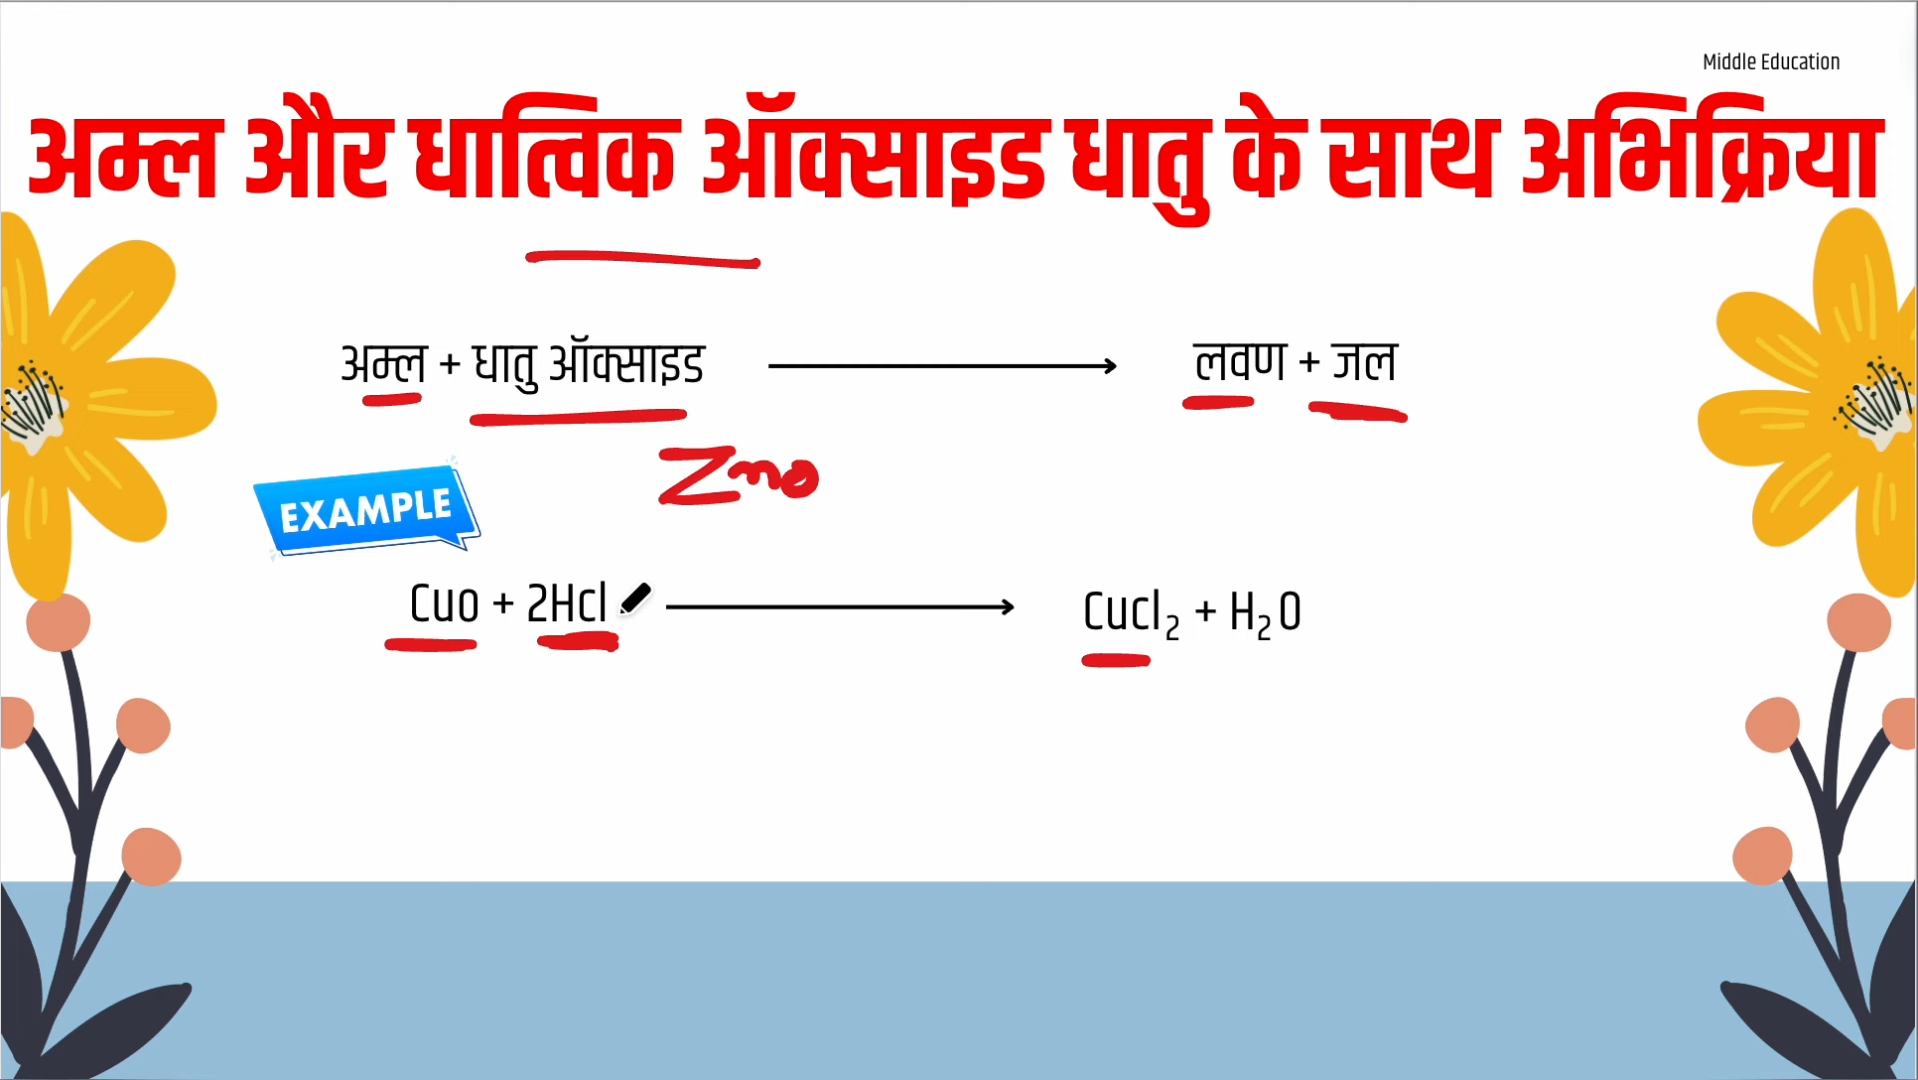 Middle Education
अम्ल और धात्विक ऑक्साइड धातु के साथ अभिक्रिया
अम्ल + धातु ऑक्साइड ⟶ लवण + जल
Zno
EXAMPLE
Cuo + 2Hcl ⟶ Cucl₂ + H₂O